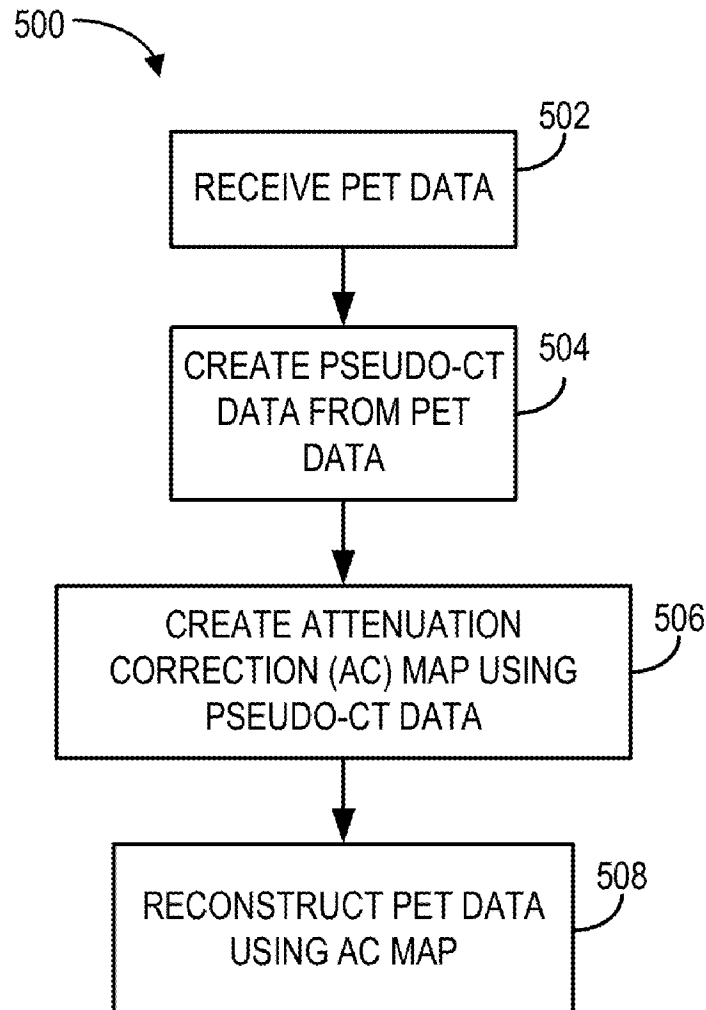 500
502
RECEIVE PET DATA
504
CREATE PSEUDO-CT
DATA FROM PET
DATA
506
CREATE ATTENUATION
CORRECTION (AC) MAP USING
PSEUDO-CT DATA
508
RECONSTRUCT PET DATA
USING AC MAP